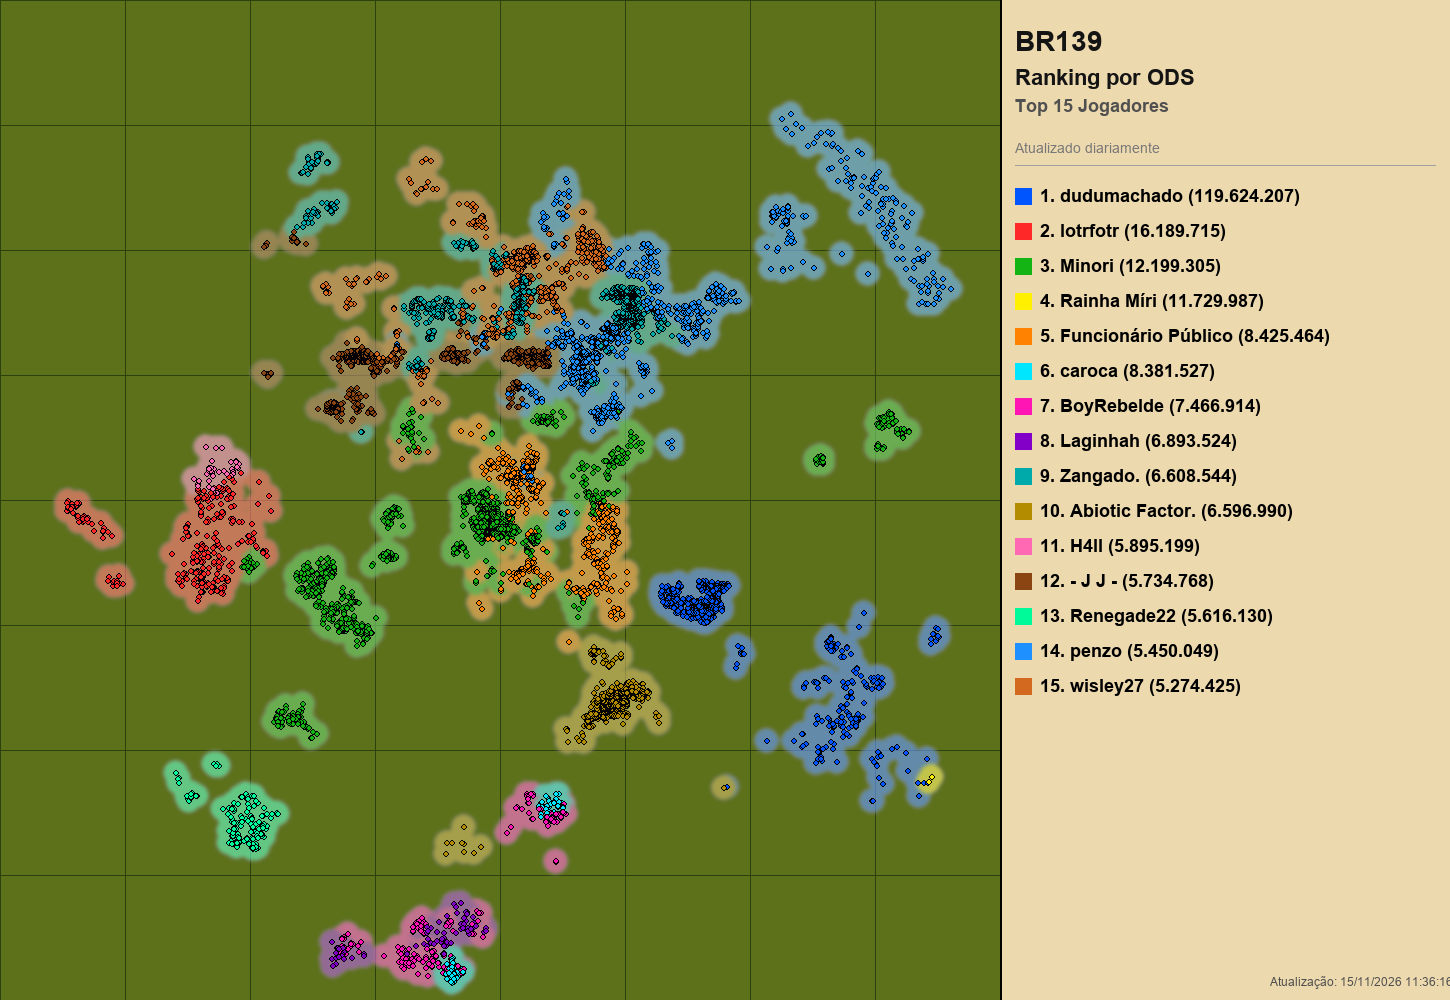 BR139
Ranking por ODS
Top 15 Jogadores
Atualizado diariamente
1. dudumachado (119.624.207)
2. lotrfotr (16.189.715)
3. Minori (12.199.305)
4. Rainha Míri (11.729.987)
5. Funcionário Público (8.425.464)
6. caroca (8.381.527)
7. BoyRebelde (7.466.914)
8. Laginhah (6.893.524)
9. Zangado. (6.608.544)
10. Abiotic Factor. (6.596.990)
11. H4ll (5.895.199)
12. - J J - (5.734.768)
13. Renegade22 (5.616.130)
14. penzo (5.450.049)
15. wisley27 (5.274.425)
Atualização: 15/11/2026 11:36:16